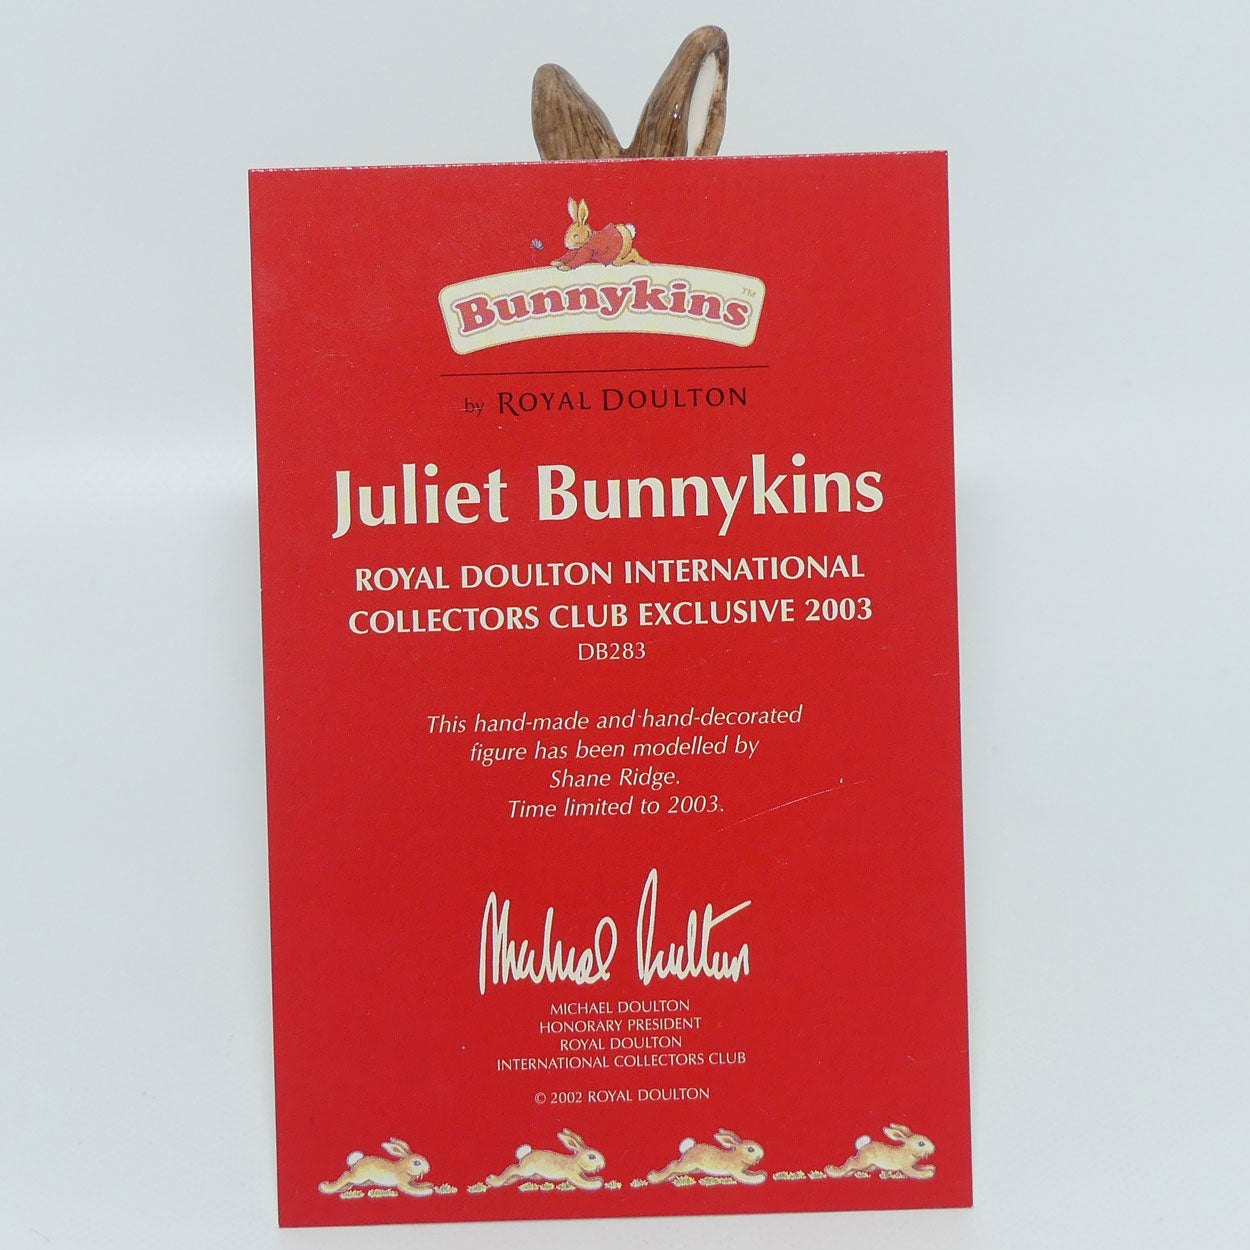 Bunnykins™
by ROYAL DOULTON
Juliet Bunnykins
ROYAL DOULTON INTERNATIONAL
COLLECTORS CLUB EXCLUSIVE 2003
DB283
This hand-made and hand-decorated
figure has been modelled by
Shane Ridge.
Time limited to 2003.
Michael Doulton
MICHAEL DOULTON
HONORARY PRESIDENT
ROYAL DOULTON
INTERNATIONAL COLLECTORS CLUB
© 2002 ROYAL DOULTON